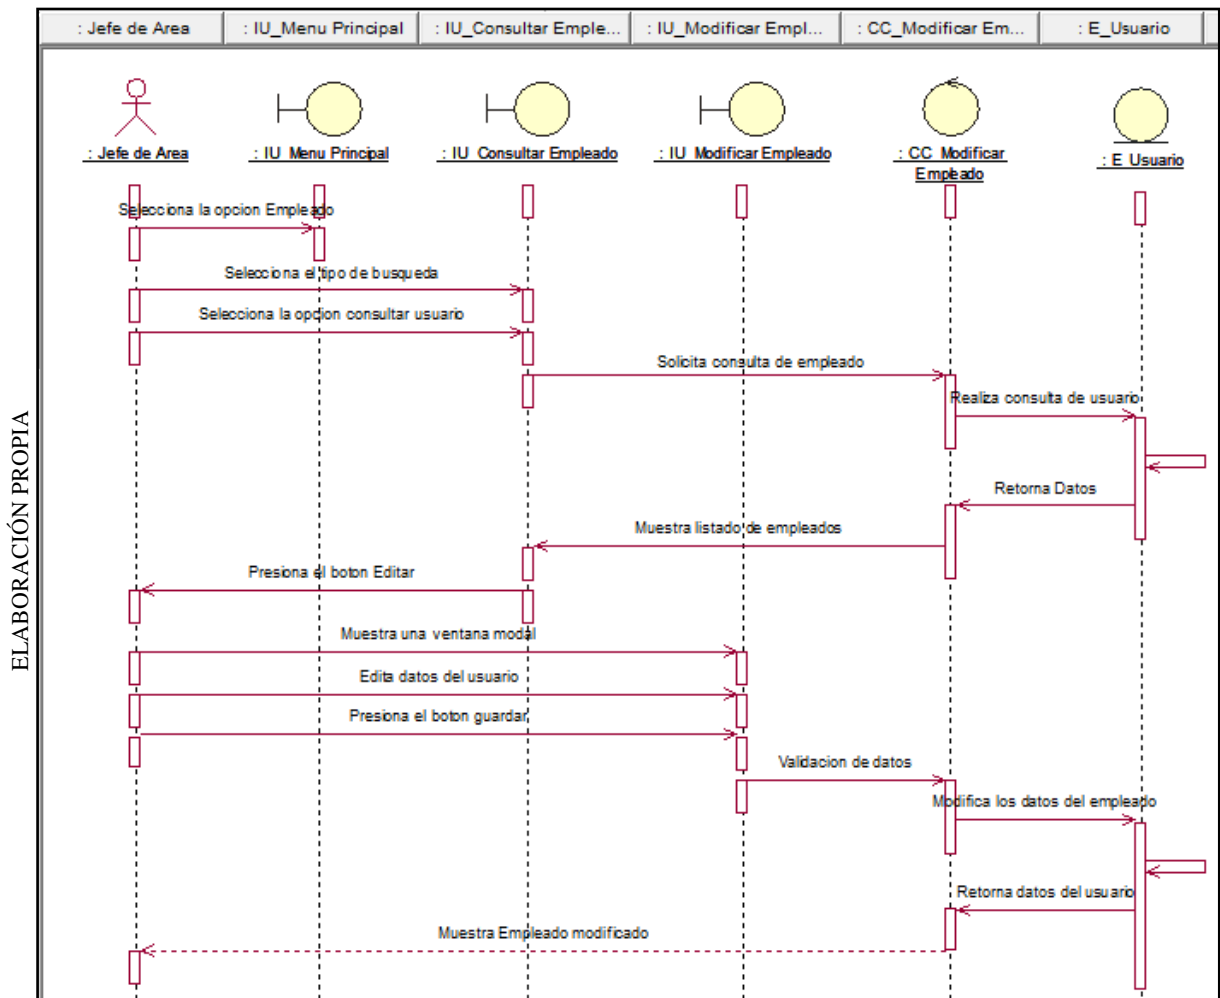 : Jefe de Area
: IU_Menu Principal
: IU_Consultar Emple...
: IU_Modificar Empl...
: CC_Modificar Em...
: E_Usuario
: Jefe de Area
: IU_Menu Principal
: IU_Consultar Empleado
: IU_Modificar Empleado
: CC_Modificar
Empleado
: E_Usuario
Selecciona la opcion Empleado
Selecciona el tipo de busqueda
Selecciona la opcion consultar usuario
Solicita consulta de empleado
Realiza consulta de usuario
Retorna Datos
Muestra listado de empleados
Presiona el boton Editar
Muestra una ventana modal
Edita datos del usuario
Presiona el boton guardar
Validacion de datos
Modifica los datos del empleado
Retorna datos del usuario
Muestra Empleado modificado
ELABORACIÓN PROPIA